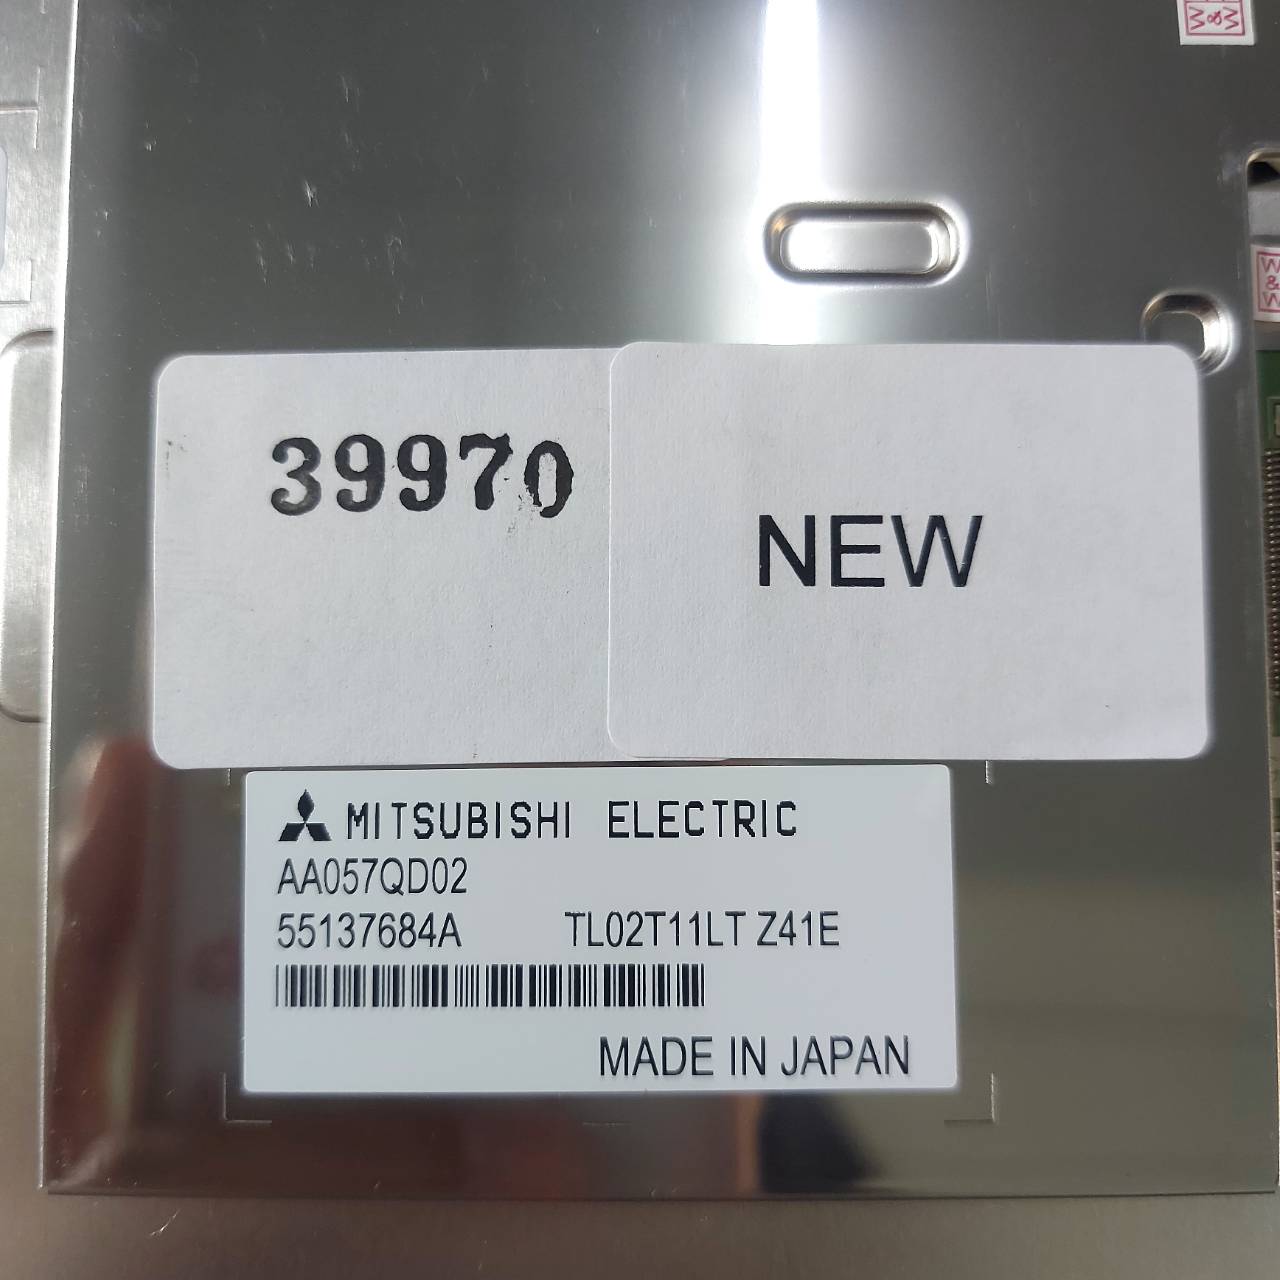 W&W
W
&
W
39970
NEW
MITSUBISHI ELECTRIC
AA057QD02
55137684A TL02T11LT Z41E
MADE IN JAPAN